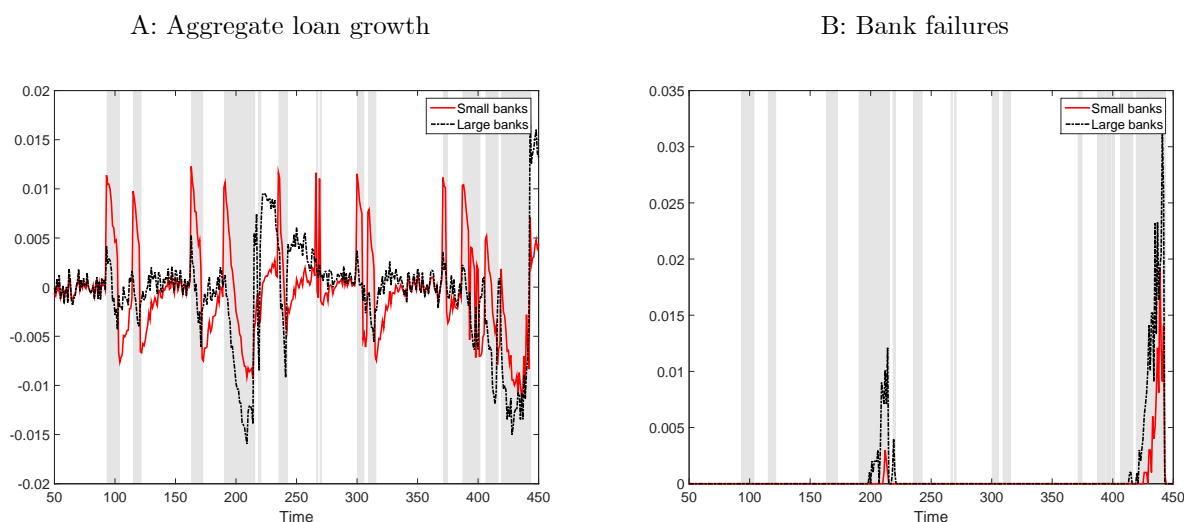 A: Aggregate loan growth
0.02
0.015
0.01
0.005
0
-0.005
-0.01
-0.015
-0.02
50 100 150 200 250 300 350 400 450
Time
Small banks
Large banks
B: Bank failures
0.035
0.03
0.025
0.02
0.015
0.01
0.005
0
50 100 150 200 250 300 350 400 450
Time
Small banks
Large banks